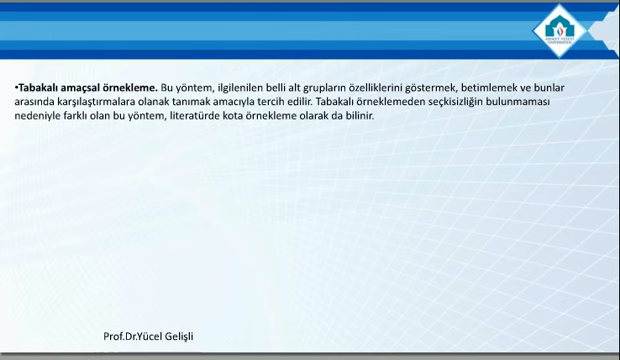 •Tabakalı amaçsal örnekleme. Bu yöntem, ilgilenilen belli alt grupların özelliklerini göstermek, betimlemek ve bunlar
arasında karşılaştırmalara olanak tanımak amacıyla tercih edilir. Tabakalı örneklemeden seçkisizliğin bulunmaması
nedeniyle farklı olan bu yöntem, literatürde kota örnekleme olarak da bilinir.
Prof.Dr.Yücel Gelişli